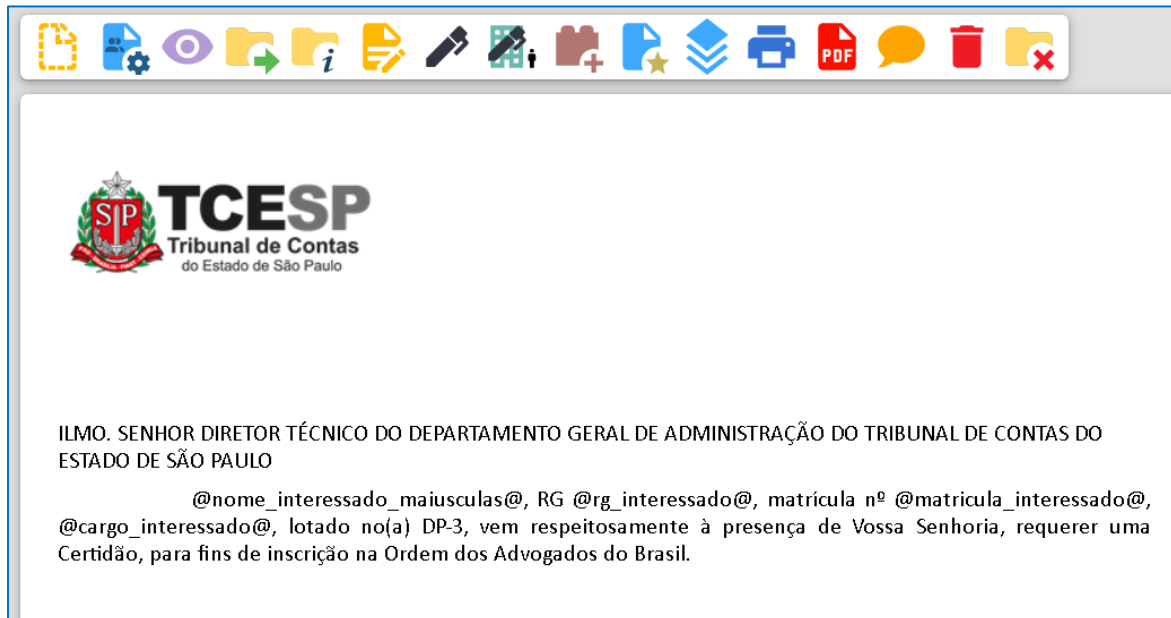 i
PDF
SP
TCESP
Tribunal de Contas
do Estado de São Paulo
ILMO. SENHOR DIRETOR TÉCNICO DO DEPARTAMENTO GERAL DE ADMINISTRAÇÃO DO TRIBUNAL DE CONTAS DO
ESTADO DE SÃO PAULO
@nome_interessado_maiusculas@, RG @rg_interessado@, matrícula nº @matricula_interessado@,
@cargo_interessado@, lotado no(a) DP-3, vem respeitosamente à presença de Vossa Senhoria, requerer uma
Certidão, para fins de inscrição na Ordem dos Advogados do Brasil.